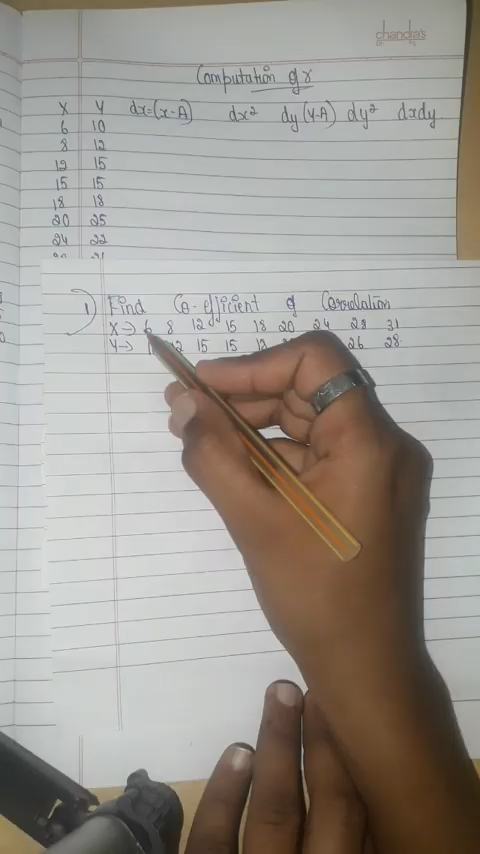 chandra's
Computation of r
X Y dx=(x-A) dx² dy (y-A) dy² dxdy
6 10
8 12
12 15
15 15
18 18
20 25
24 22
1) Find Co-efficient of Correlation
X→ 6 8 12 15 18 20 24 28 31
Y→ 12 15 15 26 28